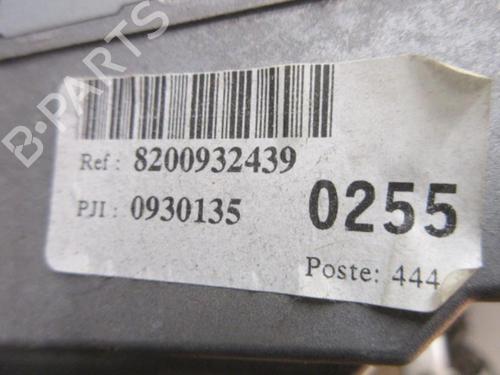 B-PARTS
Ref : 8200932439
PJI : 0930135
0255
Poste: 444